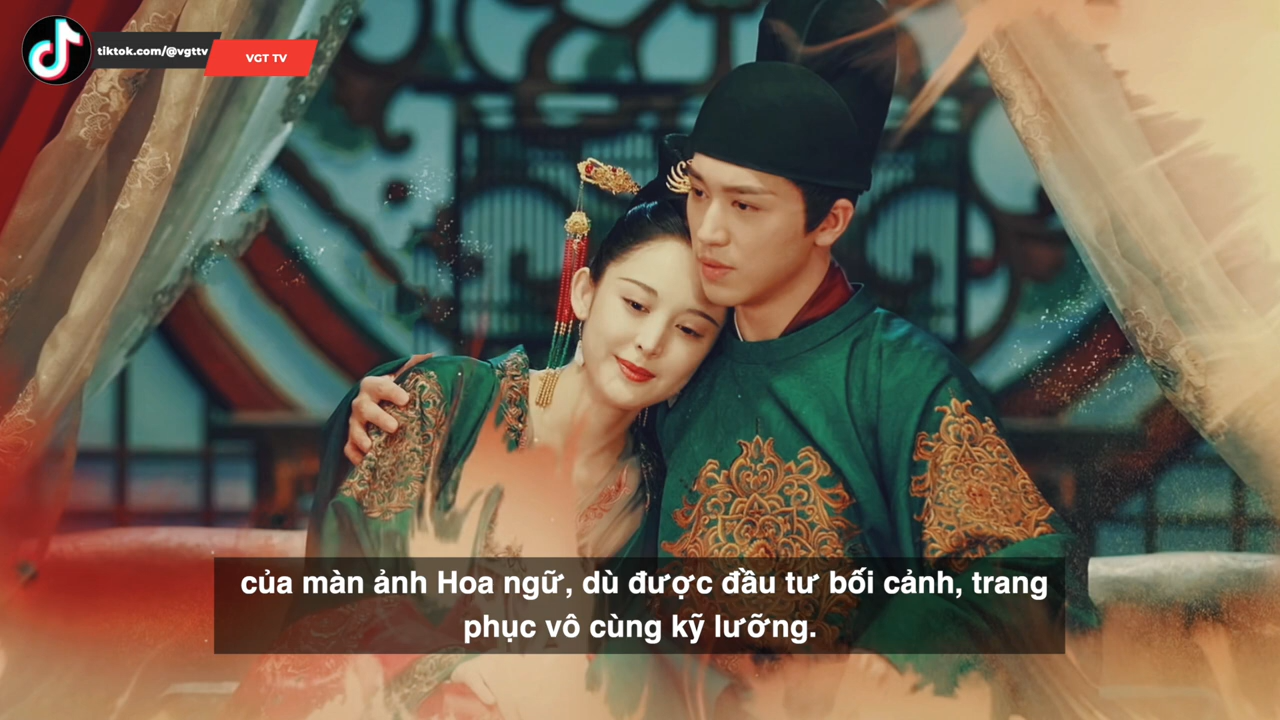 tiktok.com/@vgttv
VGT TV
của màn ảnh Hoa ngữ, dù được đầu tư bối cảnh, trang
phục vô cùng kỹ lưỡng.